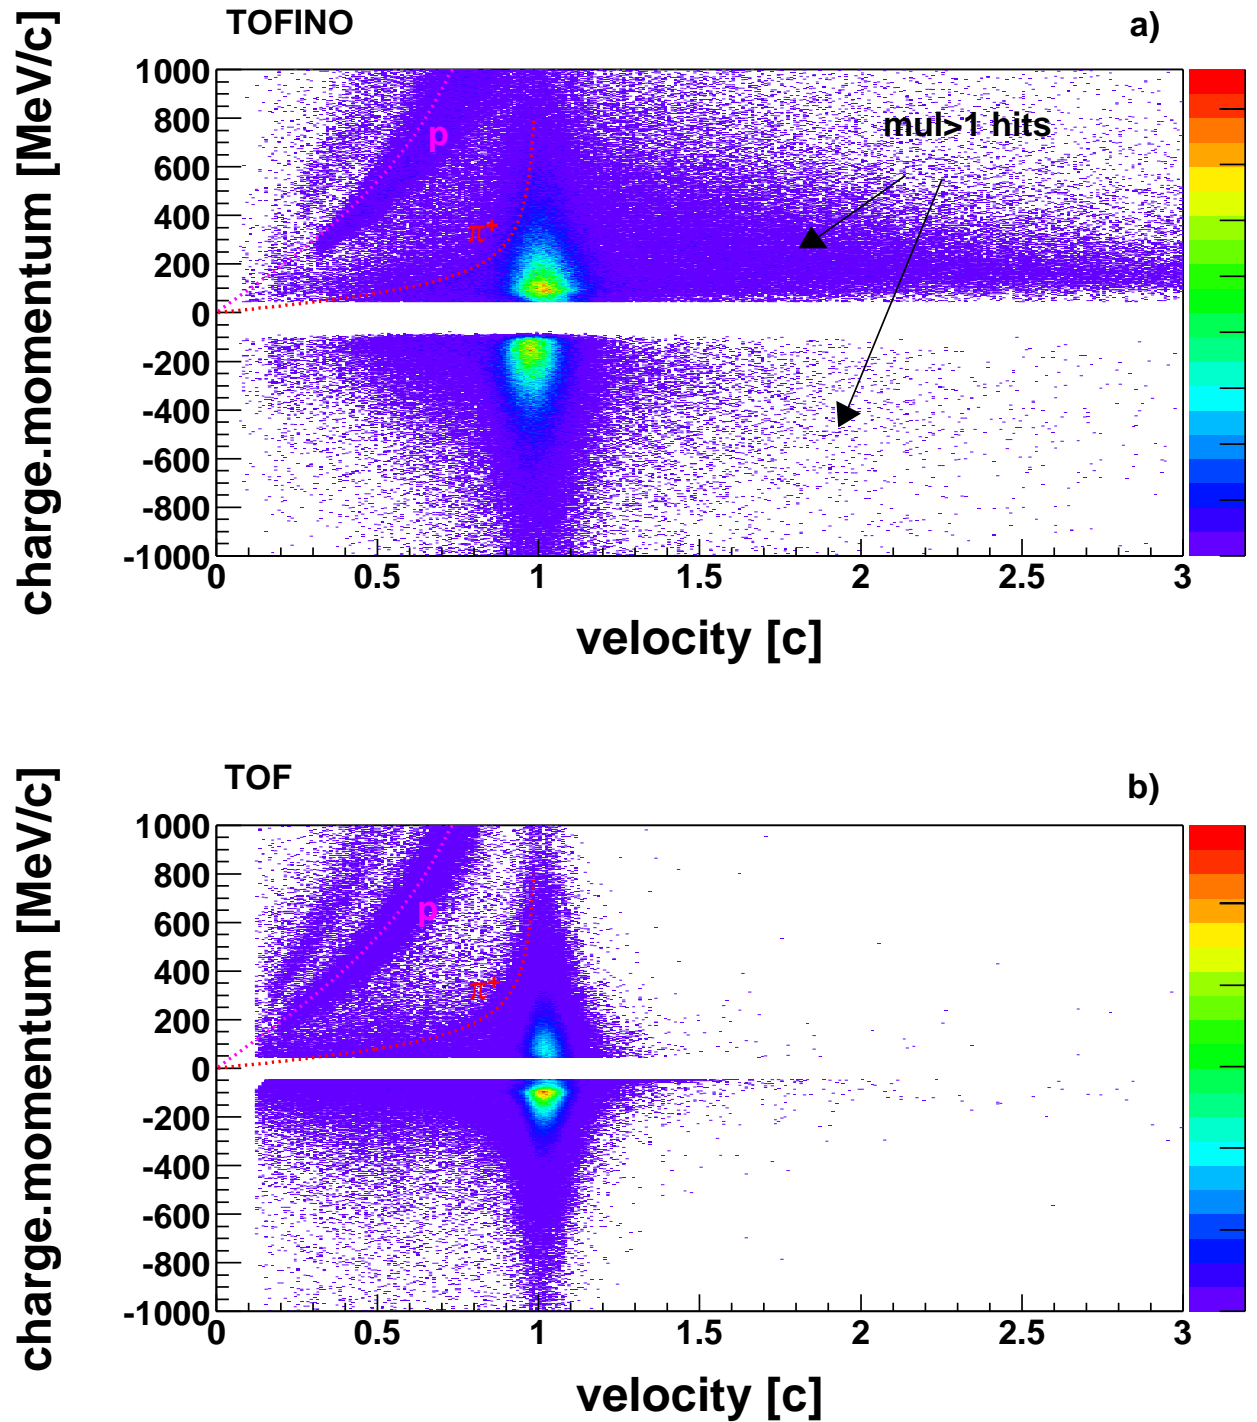 TOFINO
a)
charge.momentum [MeV/c]
1000
800
600
400
200
0
-200
-400
-600
-800
-1000
p
π+
mul>1 hits
0 0.5 1 1.5 2 2.5 3
velocity [c]
TOF
b)
charge.momentum [MeV/c]
1000
800
600
400
200
0
-200
-400
-600
-800
-1000
p
π+
0 0.5 1 1.5 2 2.5 3
velocity [c]